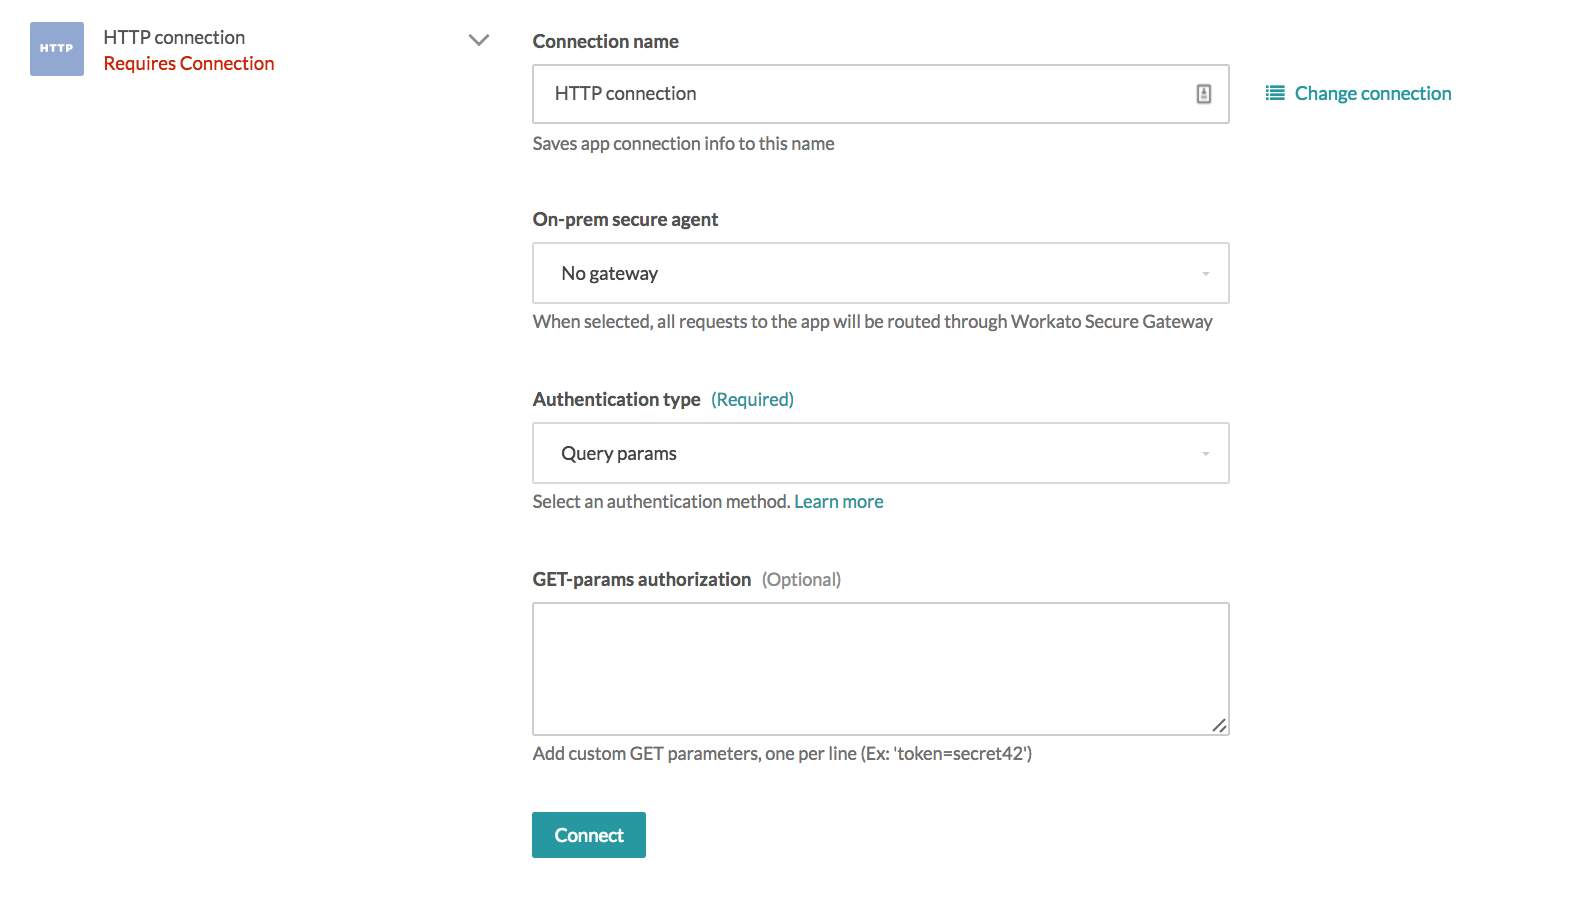 HTTP
HTTP connection
Requires Connection
Connection name
HTTP connection
Change connection
Saves app connection info to this name
On-prem secure agent
No gateway
When selected, all requests to the app will be routed through Workato Secure Gateway
Authentication type (Required)
Query params
Select an authentication method. Learn more
GET-params authorization (Optional)
Add custom GET parameters, one per line (Ex: 'token=secret42')
Connect